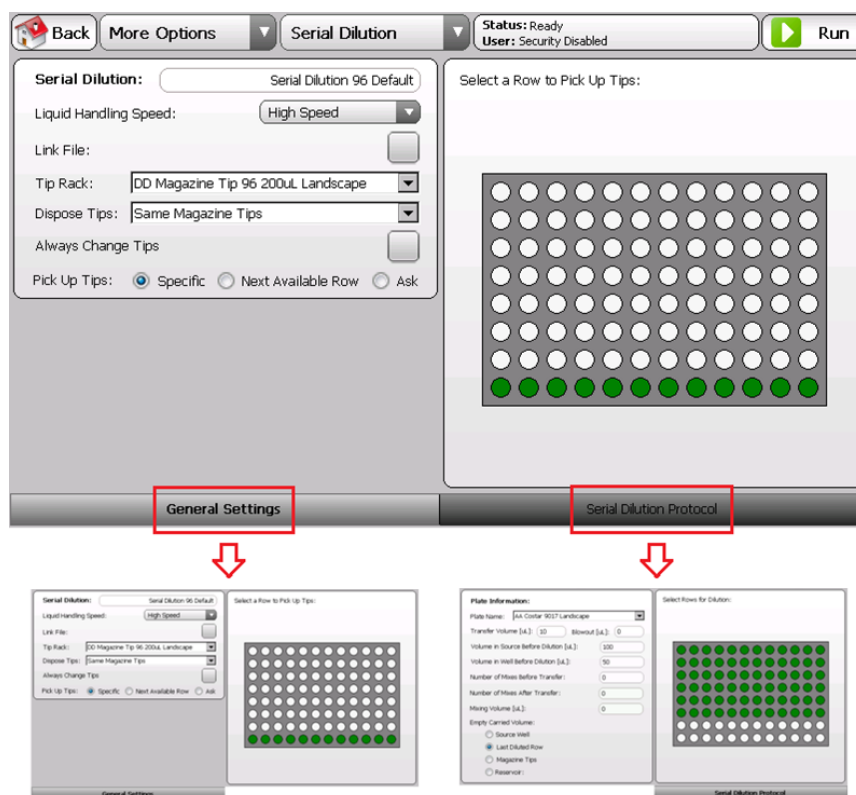 Back More Options Serial Dilution Status: Ready Run
User: Security Disabled
Serial Dilution: Serial Dilution 96 Default
Liquid Handling Speed: High Speed
Link File:
Tip Rack: DD Magazine Tip 96 200uL Landscape
Dispose Tips: Same Magazine Tips
Always Change Tips
Pick Up Tips: Specific Next Available Row Ask
Select a Row to Pick Up Tips:
General Settings Serial Dilution Protocol
Serial Dilution: Serial Dilution 96 Default
Liquid Handling Speed: High Speed
Link File:
Tip Rack: DD Magazine Tip 96 200uL Landscape
Dispose Tips: Same Magazine Tips
Always Change Tips
Pick Up Tips: Specific Next Available Row Ask
Select a Row to Pick Up Tips:
General Settings
Plate Information:
Plate Name: AA Costar 9017 Landscape
Transfer Volume [uL]: 10 Blowout [uL]: 0
Volume in Source Before Dilution [uL]: 100
Volume in Well Before Dilution [uL]: 50
Number of Mixes Before Transfer: 0
Number of Mixes After Transfer: 0
Mixing Volume [uL]: 0
Empty Carried Volume:
Source Well
Last Diluted Row
Magazine Tips
Reservoir:
Select Rows for Dilution:
Serial Dilution Protocol